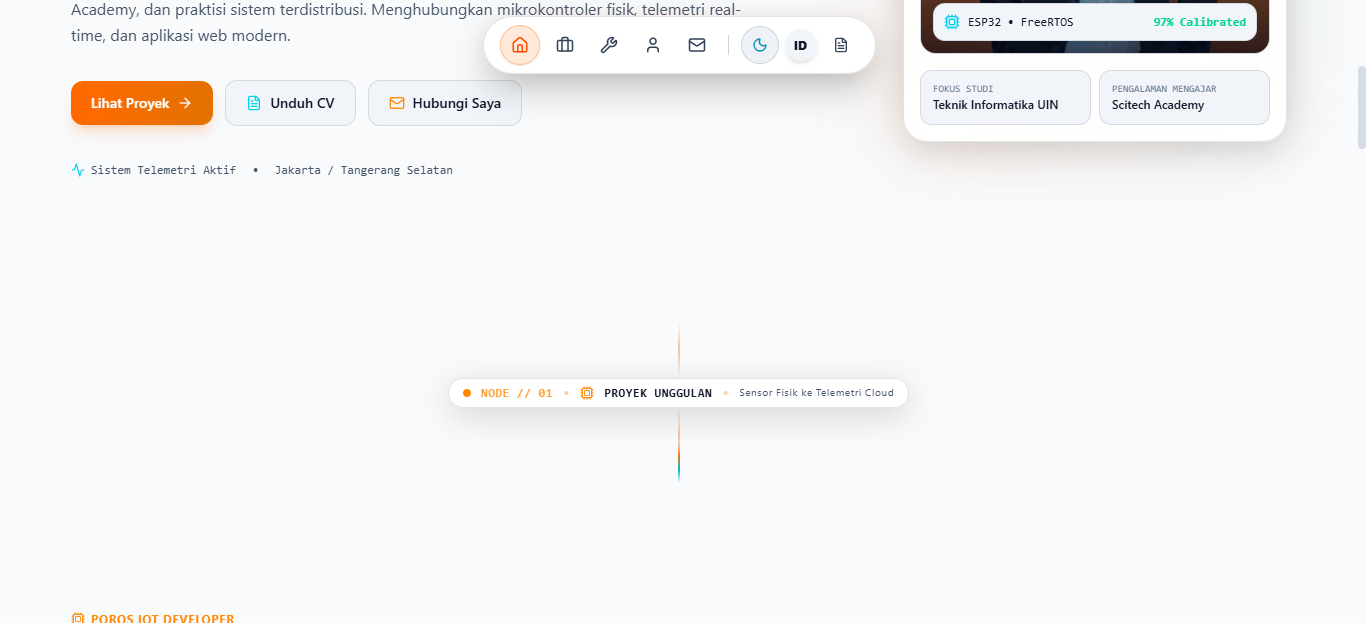 Academy, dan praktisi sistem terdistribusi. Menghubungkan mikrokontroler fisik, telemetri real-
time, dan aplikasi web modern.
ID
ESP32 • FreeRTOS
97% Calibrated
Lihat Proyek
Unduh CV
Hubungi Saya
FOKUS STUDI
Teknik Informatika UIN
PENGALAMAN MENGAJAR
Scitech Academy
Sistem Telemetri Aktif • Jakarta / Tangerang Selatan
NODE // 01 • PROYEK UNGGULAN • Sensor Fisik ke Telemetri Cloud
POROS IOT DEVELOPER